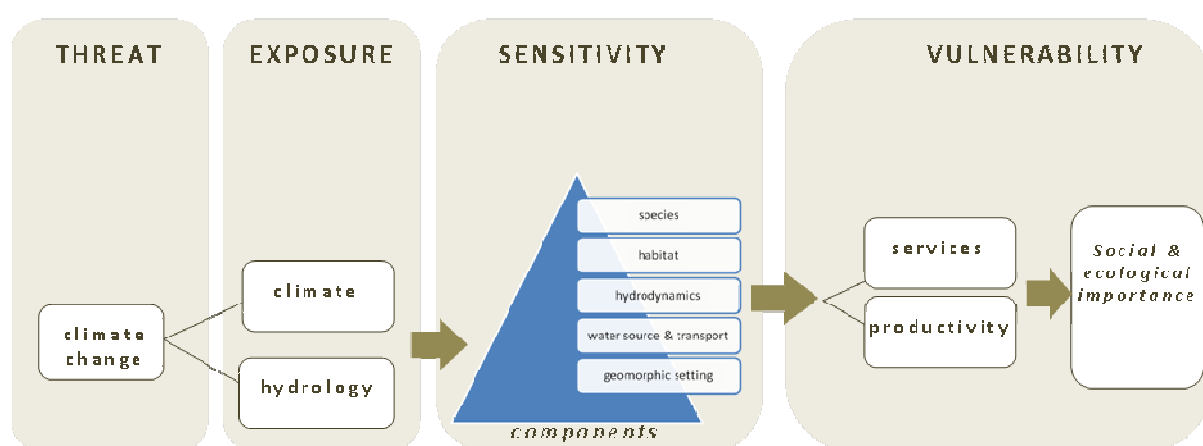 THREAT
EXPOSURE
SENSITIVITY
VULNERABILITY
climate
change
climate
hydrology
species
habitat
hydrodynamics
water source & transport
geomorphic setting
components
services
productivity
Social &
ecological
importance